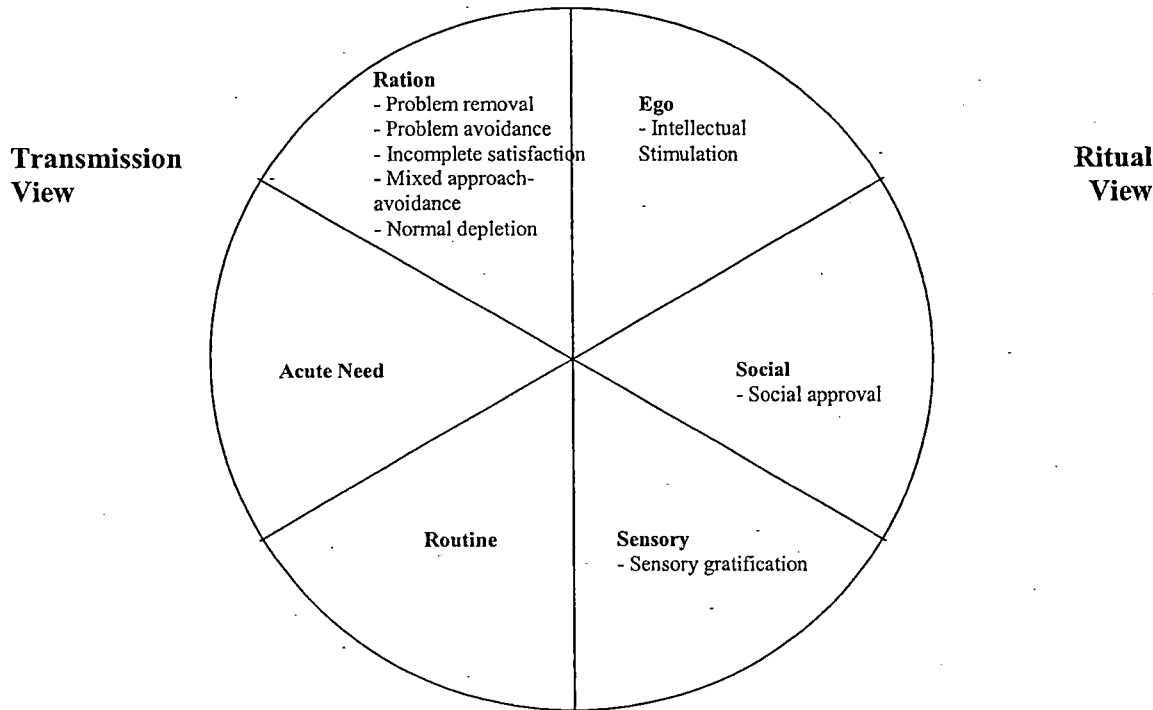 Transmission
View
Ration
- Problem removal
- Problem avoidance
- Incomplete satisfaction
- Mixed approach-
avoidance
- Normal depletion
Ego
- Intellectual
Stimulation
Ritual
View
Acute Need
Social
- Social approval
Routine
Sensory
- Sensory gratification